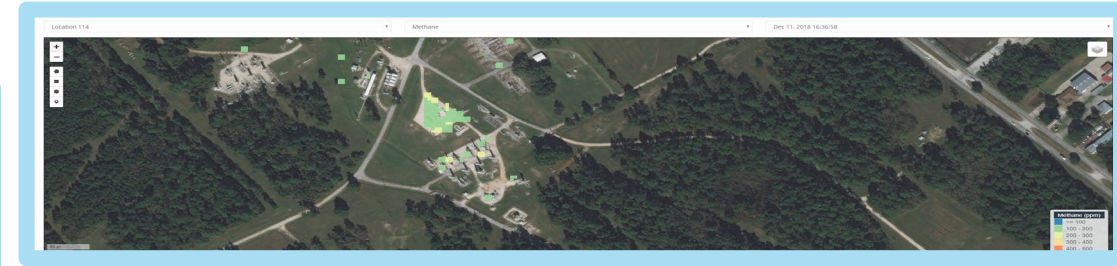 Location 114
Methane
Dec 11, 2018 16:36:58
+
−
Methane (ppm)
<= 100
100 - 200
200 - 300
300 - 400
400 - 500